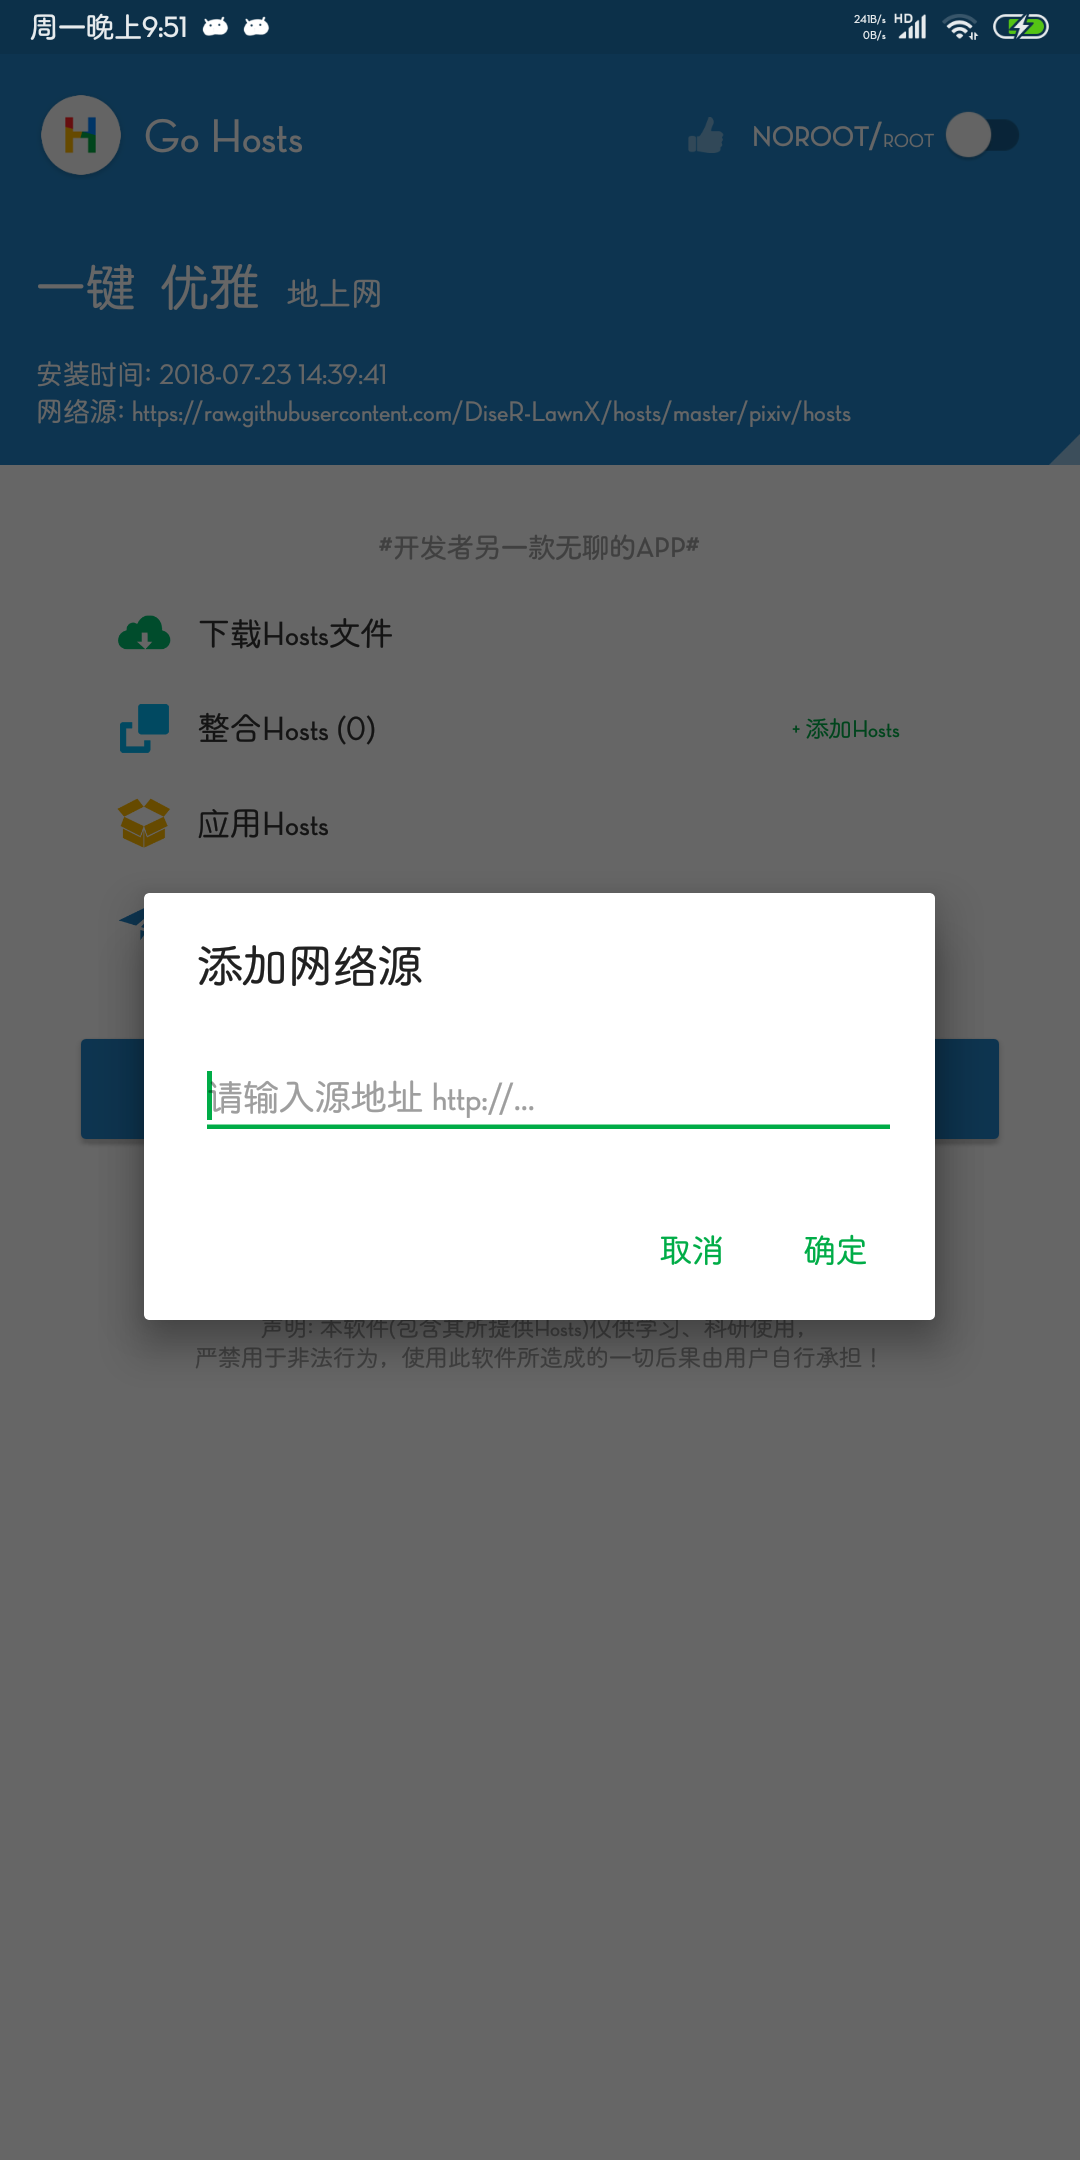 周一晚上9:51
241B/s
0B/s
HD
Go Hosts
NOROOT/ROOT
一键 优雅 地上网
安装时间: 2018-07-23 14:39:41
网络源: https://raw.githubusercontent.com/DiseR-LawnX/hosts/master/pixiv/hosts
#开发者另一款无聊的APP#
下载Hosts文件
整合Hosts (0)
+ 添加Hosts
应用Hosts
添加网络源
请输入源地址 http://...
取消
确定
声明: 本软件(包含其所提供Hosts)仅供学习、科研使用，
严禁用于非法行为，使用此软件所造成的一切后果由用户自行承担！